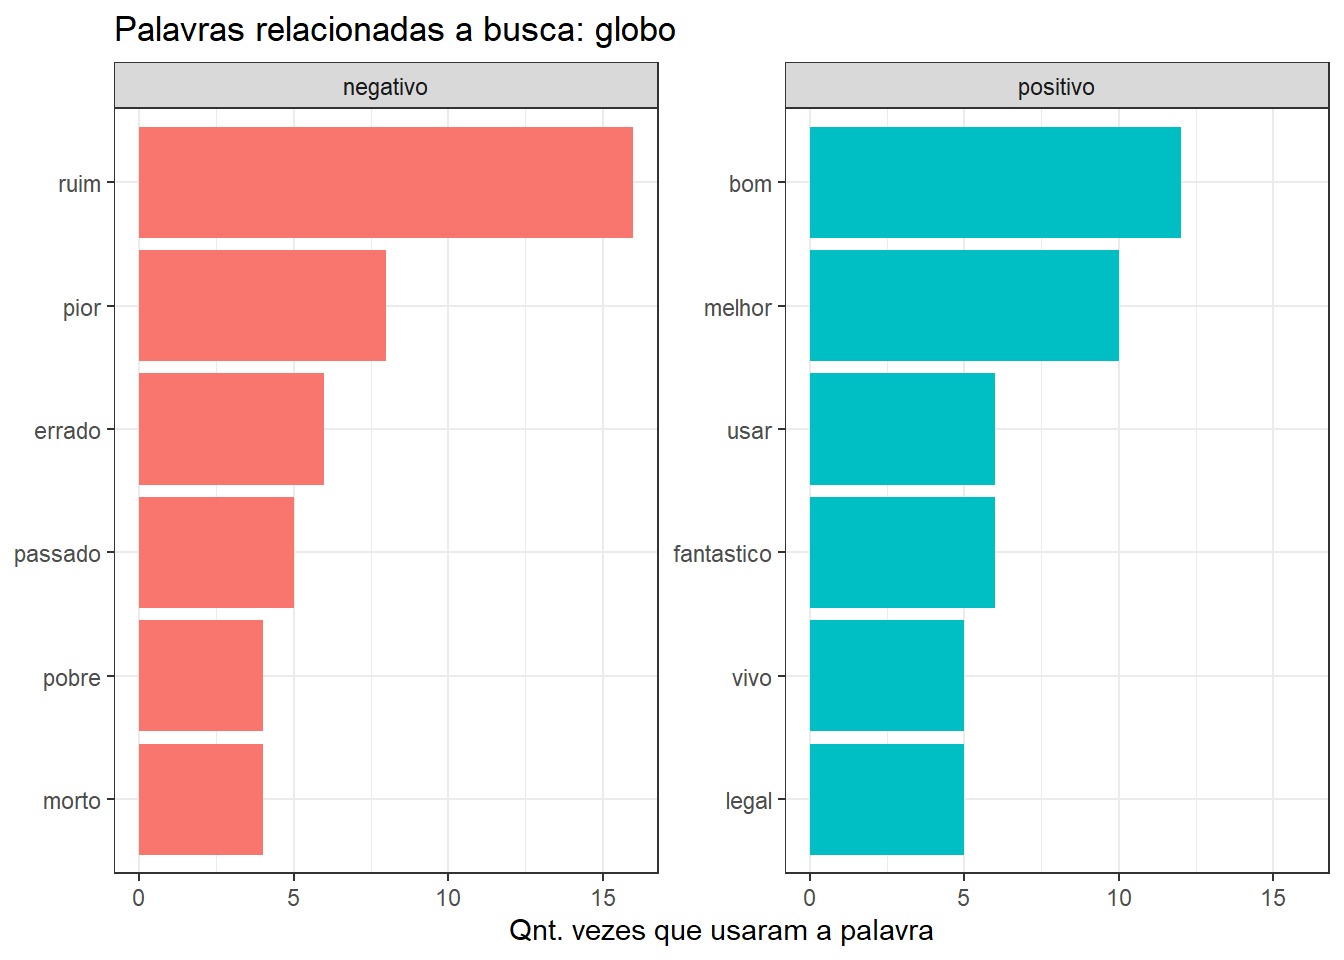 Palavras relacionadas a busca: globo
negativo
ruim
pior
errado
passado
pobre
morto
0 5 10 15
positivo
bom
melhor
usar
fantastico
vivo
legal
0 5 10 15
Qnt. vezes que usaram a palavra